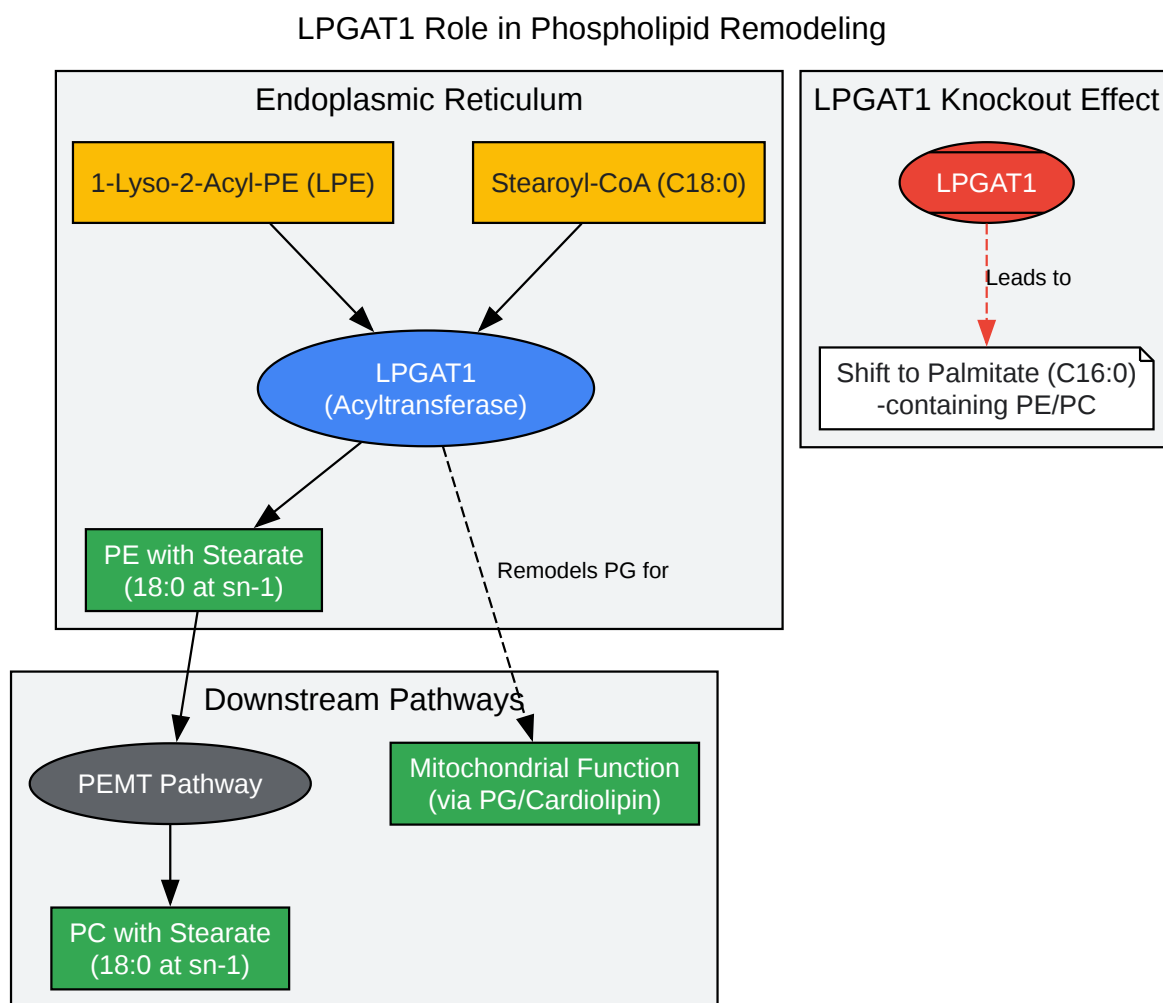 LPGAT1 Role in Phospholipid Remodeling
Endoplasmic Reticulum
1-Lyso-2-Acyl-PE (LPE)
Stearoyl-CoA (C18:0)
LPGAT1
(Acyltransferase)
PE with Stearate
(18:0 at sn-1)
Remodels PG for
Downstream Pathways
PEMT Pathway
Mitochondrial Function
(via PG/Cardiolipin)
PC with Stearate
(18:0 at sn-1)
LPGAT1 Knockout Effect
LPGAT1
Leads to
Shift to Palmitate (C16:0)
-containing PE/PC